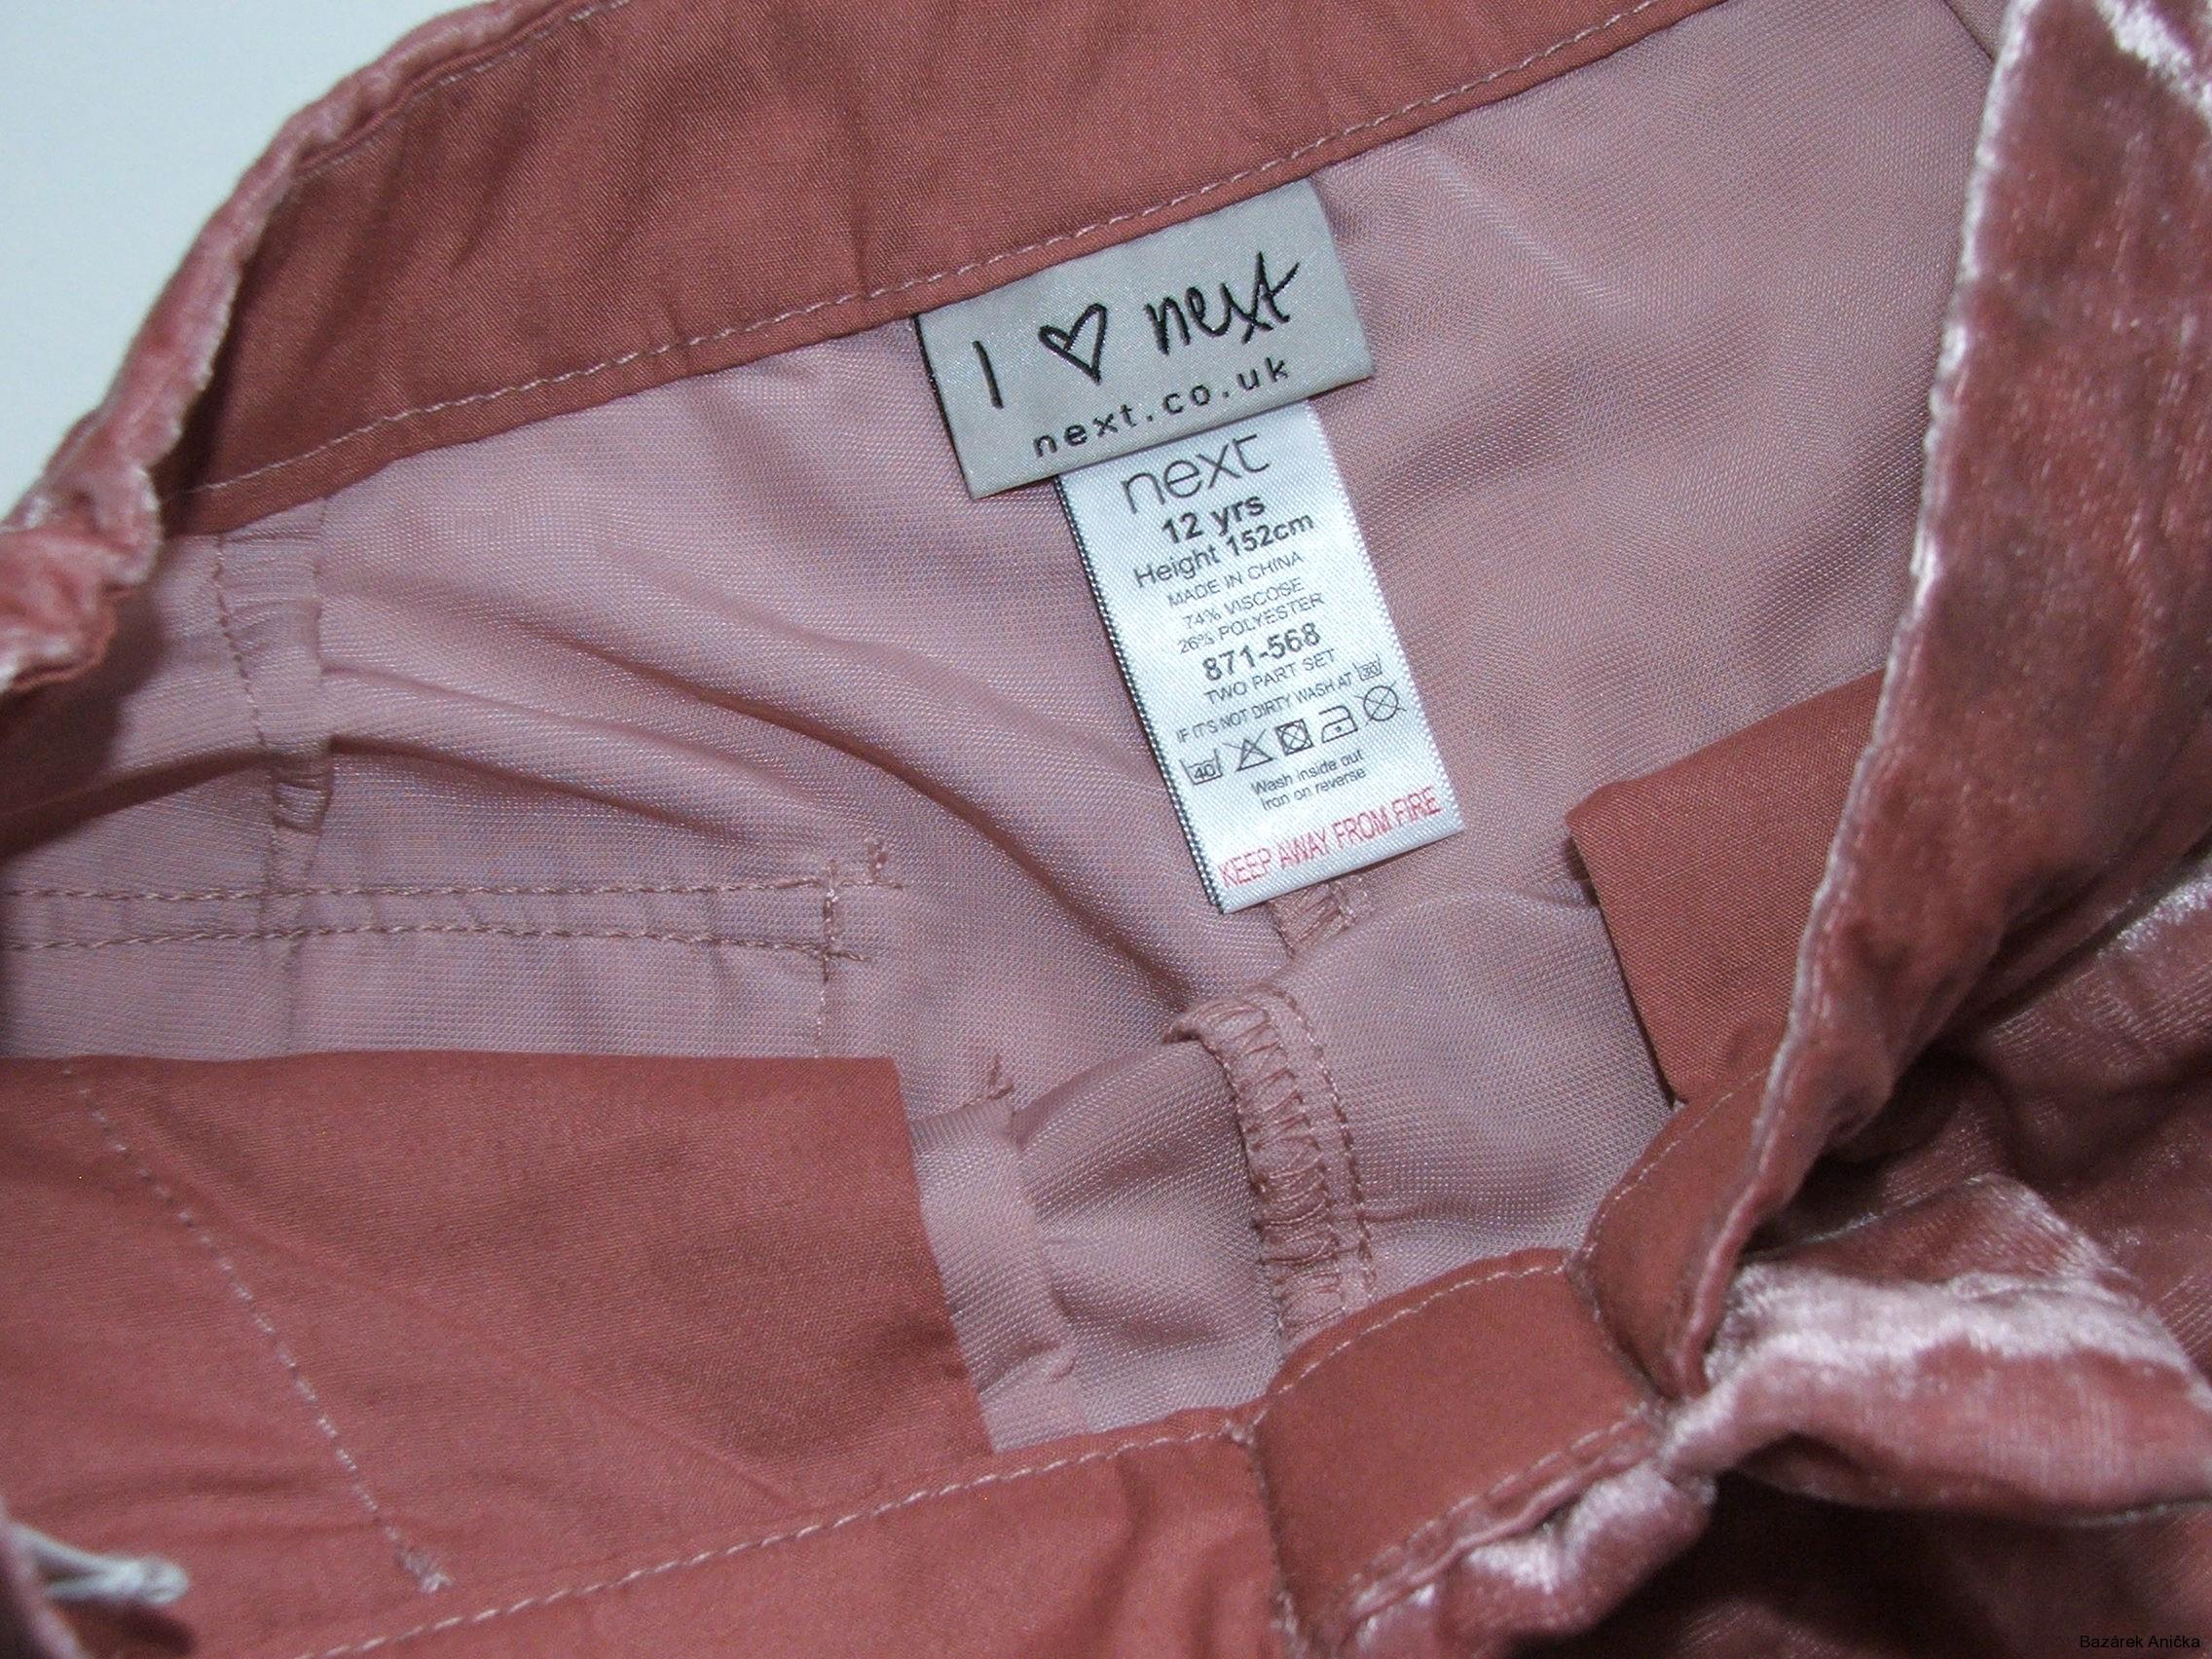 I ♡ next
next.co.uk
next
12 yrs
Height 152cm
MADE IN CHINA
74% VISCOSE
26% POLYESTER
871-568
TWO PART SET
IF IT'S NOT DIRTY WASH AT 30
40
Wash inside out
Iron on reverse
KEEP AWAY FROM FIRE
Bazárek Anička